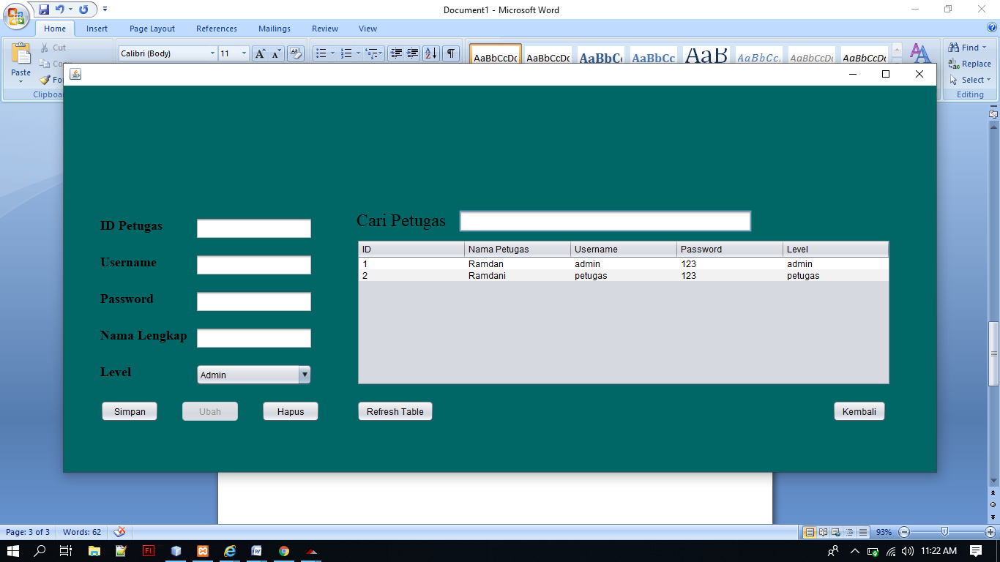 Document1 - Microsoft Word
Home Insert Page Layout References Mailings Review View
Cut
Calibri (Body) 11
AaBbCcDc AaBbCcDc AaBbC AaBbCc AaB AaBbCc AaBbCcDc AaBbCcDc
Find
Paste
Replace
Select
Editing
ID Petugas
Cari Petugas
ID Nama Petugas Username Password Level
1 Ramdan admin 123 admin
2 Ramdani petugas 123 petugas
Username
Password
Nama Lengkap
Level Admin
Simpan Ubah Hapus Refresh Table Kembali
Page: 3 of 3 Words: 62 93%
11:22 AM